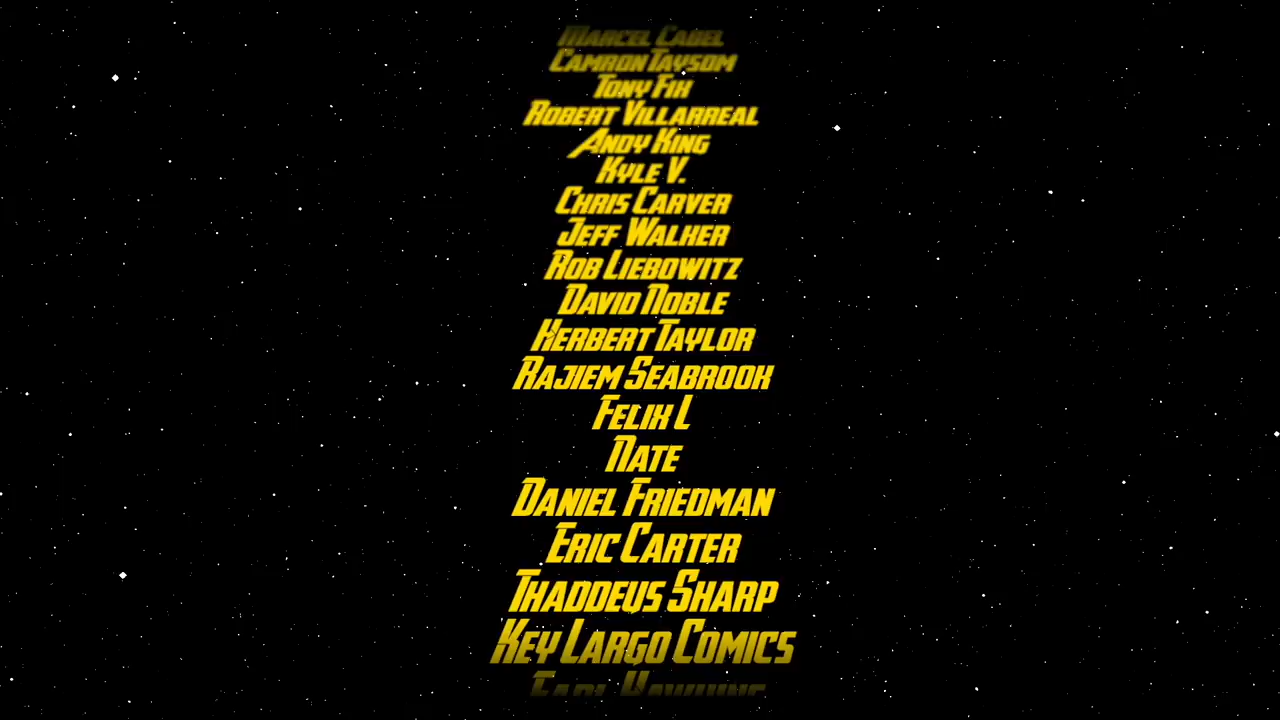 Marcel Cabel
Camron Taysom
Tony Fix
Robert Villarreal
Andy King
Kyle V.
Chris Carver
Jeff Walker
Rob Liebowitz
David Noble
Herbert Taylor
Rajiem Seabrook
Felix L
Nate
Daniel Friedman
Eric Carter
Thaddeus Sharp
Key Largo Comics